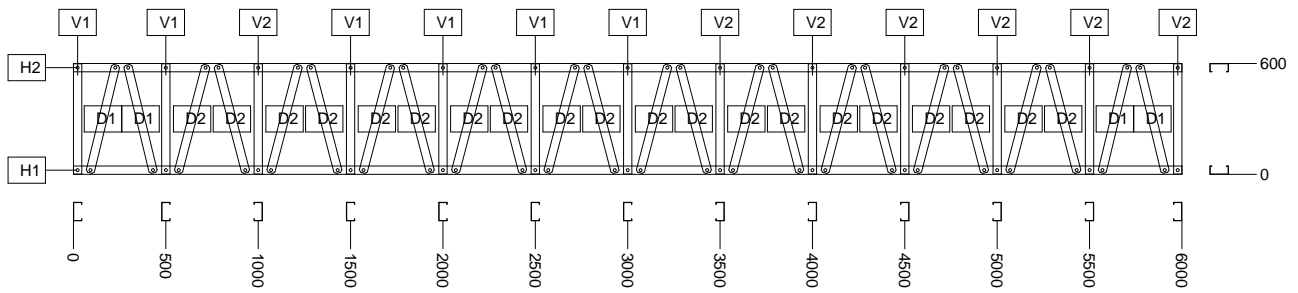 V1 V1 V2 V1 V1 V1 V1 V2 V2 V2 V2 V2 V2
H2 600
D1 D1 D2 D2 D2 D2 D2 D2 D2 D2 D2 D2 D2 D2 D2 D2 D2 D2 D2 D2 D2 D2 D1 D1
H1 0
0 500 1000 1500 2000 2500 3000 3500 4000 4500 5000 5500 6000